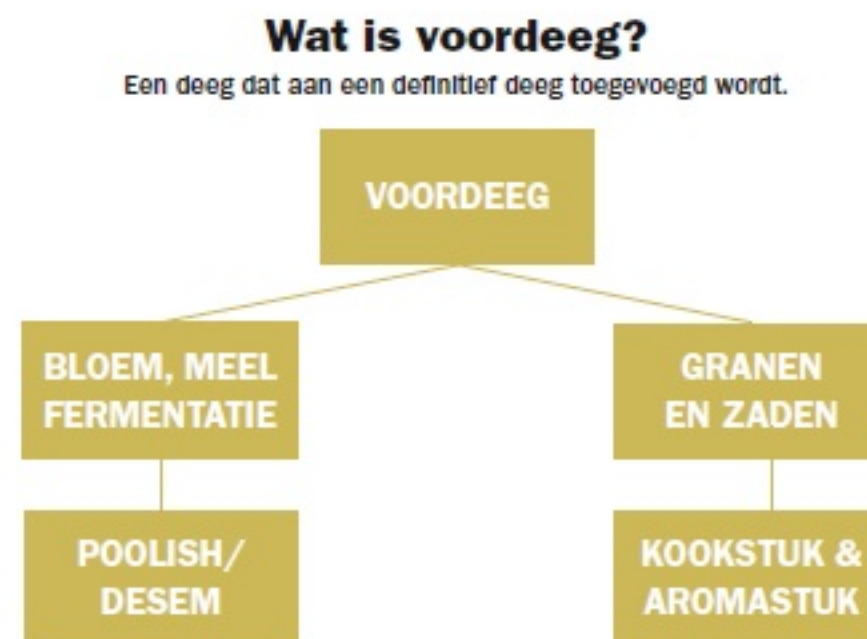 Wat is voordeeg?
Een deeg dat aan een definitief deeg toegevoegd wordt.
VOORDEEG
BLOEM, MEEL
FERMENTATIE
GRANEN
EN ZADEN
POOLISH/
DESEM
KOOKSTUK &
AROMASTUK